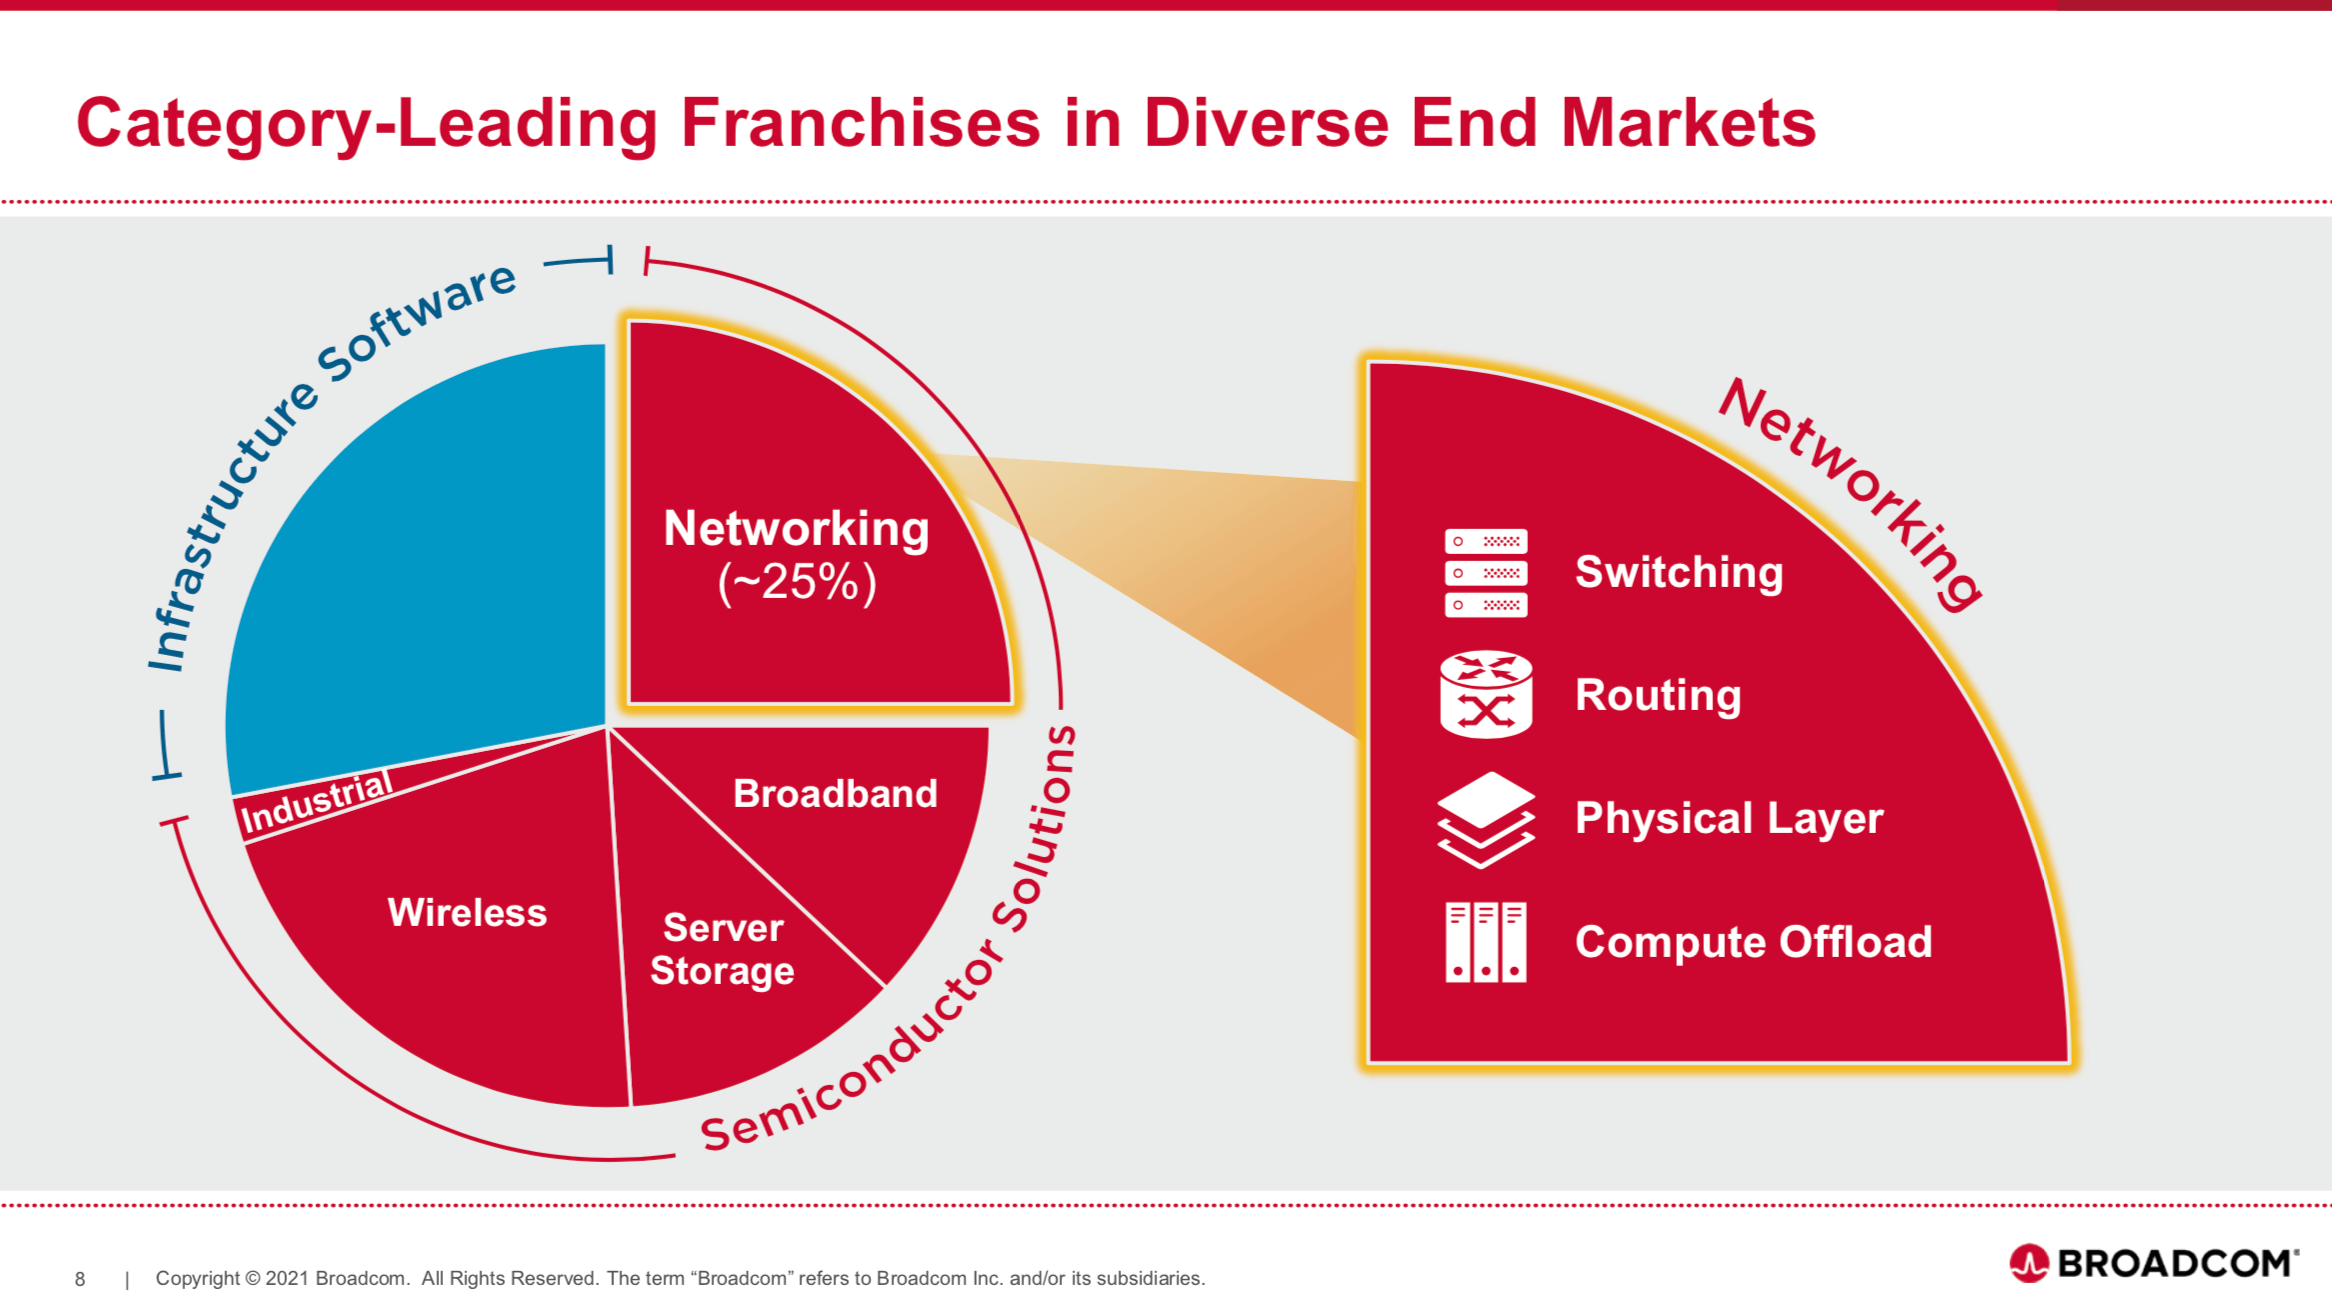 Category-Leading Franchises in Diverse End Markets
Infrastructure Software
Networking
(~25%)
Broadband
Server
Storage
Wireless
Industrial
Semiconductor Solutions
Networking
Switching
Routing
Physical Layer
Compute Offload
8 | Copyright © 2021 Broadcom. All Rights Reserved. The term “Broadcom” refers to Broadcom Inc. and/or its subsidiaries.
BROADCOM®